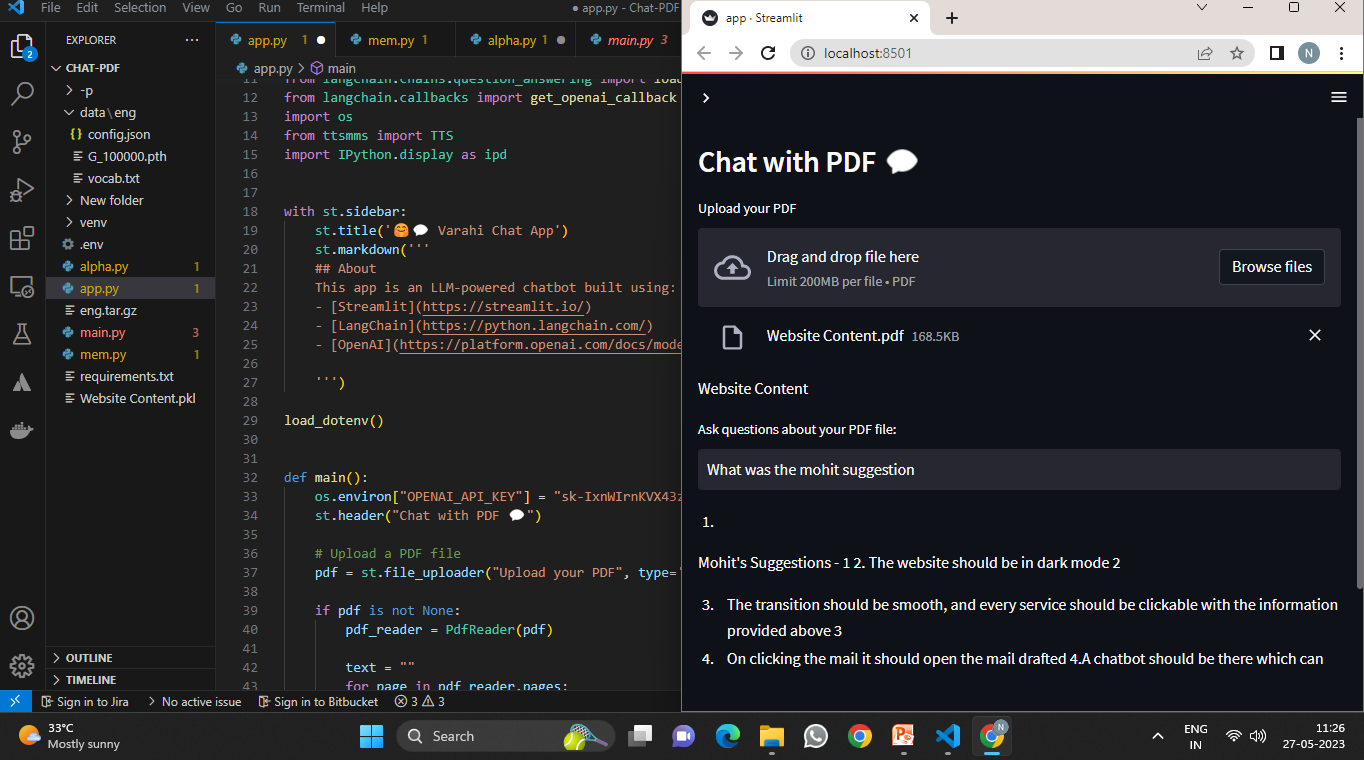 File Edit Selection View Go Run Terminal Help
● app.py - Chat-PDF
EXPLORER
CHAT-PDF
-p
data\eng
config.json
G_100000.pth
vocab.txt
New folder
venv
.env
alpha.py 1
app.py 1
eng.tar.gz
main.py 3
mem.py 1
requirements.txt
Website Content.pkl
OUTLINE
TIMELINE
2
app.py 1 ●
mem.py 1
alpha.py 1 ●
main.py 3
app.py > main
11 from langchain.chains.question_answering import load
12 from langchain.callbacks import get_openai_callback
13 import os
14 from ttsmms import TTS
15 import IPython.display as ipd
16
17
18 with st.sidebar:
19 st.title('🤗💬 Varahi Chat App')
20 st.markdown('''
21 ## About
22 This app is an LLM-powered chatbot built using:
23 - [Streamlit](https://streamlit.io/)
24 - [LangChain](https://python.langchain.com/)
25 - [OpenAI](https://platform.openai.com/docs/mode
26
27 ''')
28
29 load_dotenv()
30
31
32 def main():
33 os.environ["OPENAI_API_KEY"] = "sk-IxnWIrnKVX43z
34 st.header("Chat with PDF 💬")
35
36 # Upload a PDF file
37 pdf = st.file_uploader("Upload your PDF", type='
38
39 if pdf is not None:
40 pdf_reader = PdfReader(pdf)
41
42 text = ""
43 for page in pdf_reader.pages:
Sign in to Jira
No active issue
Sign in to Bitbucket
3 3
app · Streamlit
localhost:8501
N
Chat with PDF 💬
Upload your PDF
Drag and drop file here
Limit 200MB per file • PDF
Browse files
Website Content.pdf 168.5KB
Website Content
Ask questions about your PDF file:
What was the mohit suggestion
1.
Mohit's Suggestions - 1 2. The website should be in dark mode 2
3. The transition should be smooth, and every service should be clickable with the information
provided above 3
4. On clicking the mail it should open the mail drafted 4.A chatbot should be there which can
33°C
Mostly sunny
Search
N
ENG
IN
11:26
27-05-2023